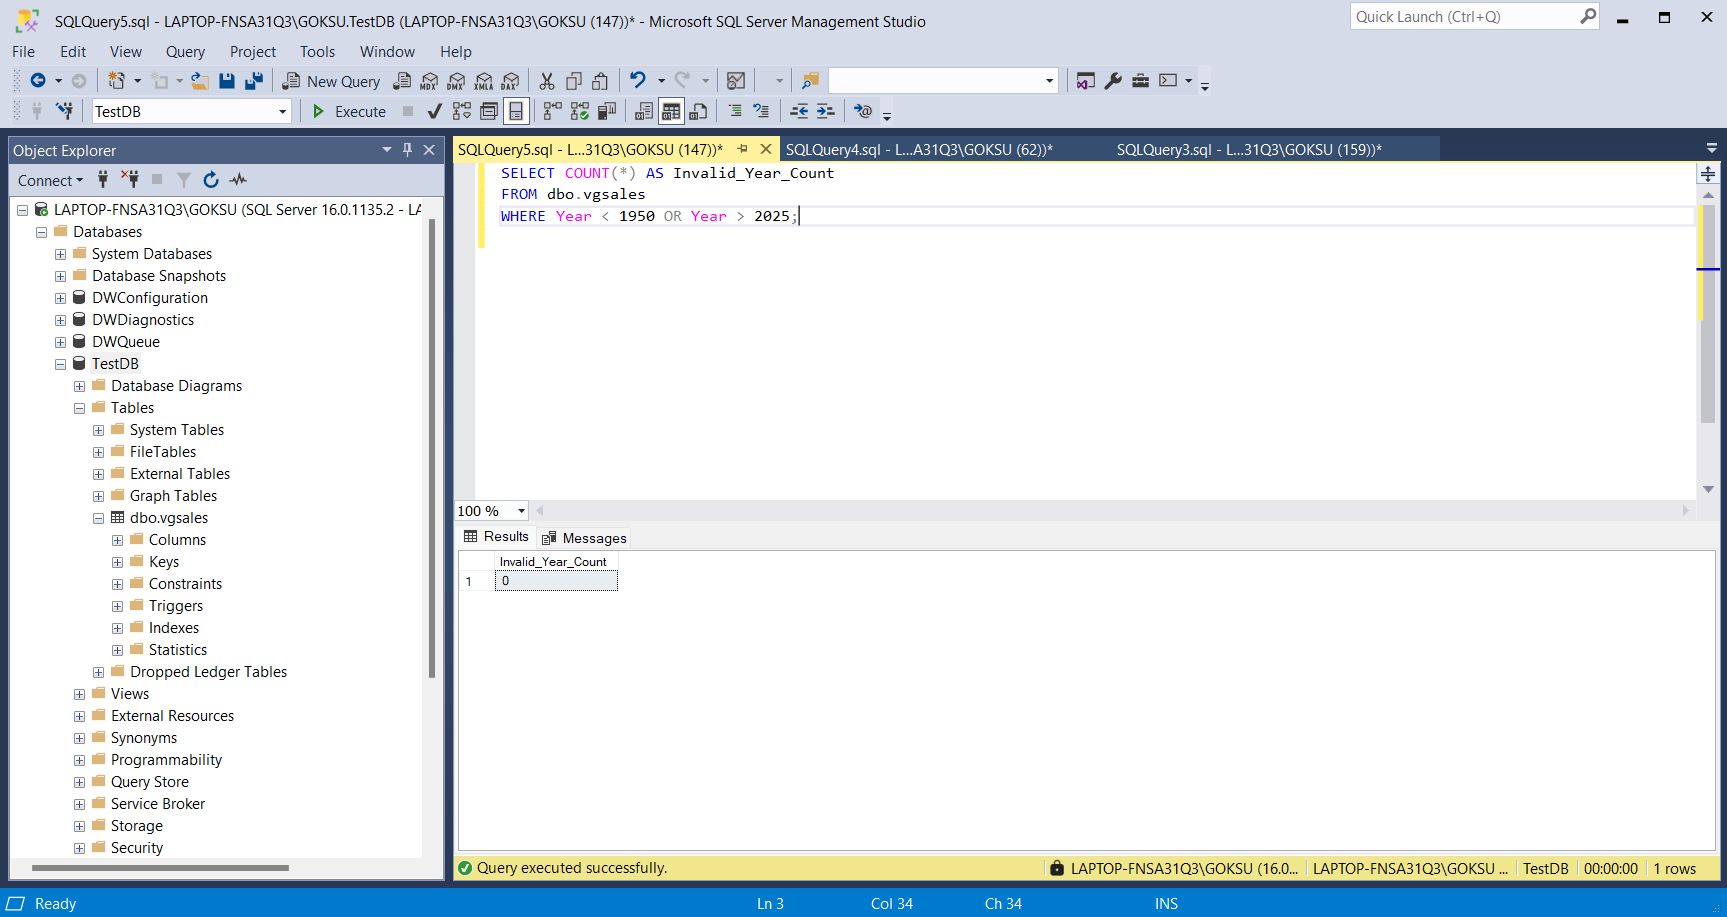 SQLQuery5.sql - LAPTOP-FNSA31Q3\GOKSU.TestDB (LAPTOP-FNSA31Q3\GOKSU (147))* - Microsoft SQL Server Management Studio
Quick Launch (Ctrl+Q)
File Edit View Query Project Tools Window Help
New Query MDX DMX XMLA DAX
TestDB Execute
Object Explorer
SQLQuery5.sql - L...31Q3\GOKSU (147))* SQLQuery4.sql - L...A31Q3\GOKSU (62))* SQLQuery3.sql - L...31Q3\GOKSU (159))*
Connect
LAPTOP-FNSA31Q3\GOKSU (SQL Server 16.0.1135.2 - LA
Databases
System Databases
Database Snapshots
DWConfiguration
DWDiagnostics
DWQueue
TestDB
Database Diagrams
Tables
System Tables
FileTables
External Tables
Graph Tables
dbo.vgsales
Columns
Keys
Constraints
Triggers
Indexes
Statistics
Dropped Ledger Tables
Views
External Resources
Synonyms
Programmability
Query Store
Service Broker
Storage
Security
SELECT COUNT(*) AS Invalid_Year_Count
FROM dbo.vgsales
WHERE Year < 1950 OR Year > 2025;
100 %
Results Messages
Invalid_Year_Count
1 0
Query executed successfully. LAPTOP-FNSA31Q3\GOKSU (16.0... LAPTOP-FNSA31Q3\GOKSU ... TestDB 00:00:00 1 rows
Ready Ln 3 Col 34 Ch 34 INS